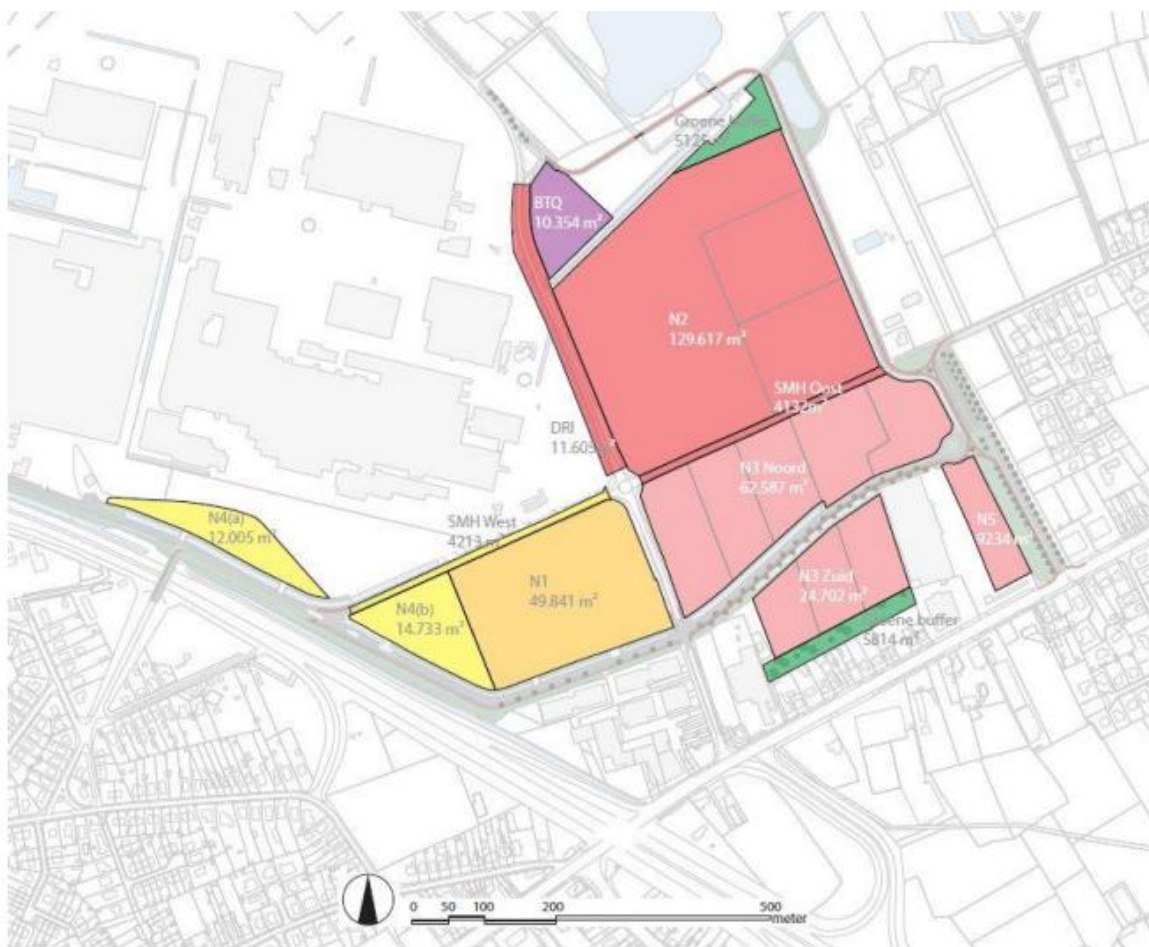 Groene
BTQ
10.354 m²
N2
129.617 m²
SMH Oost
4132m²
DRI
11.605
N3 Noord
62.587 m²
N4(a)
12.005 m²
SMH West
4213 m²
N5
9234 m²
N1
49.841 m²
N3 Zuid
24.702 m²
N4(b)
14.733 m²
buffer
5814 m²
0 50 100 200 500
meter